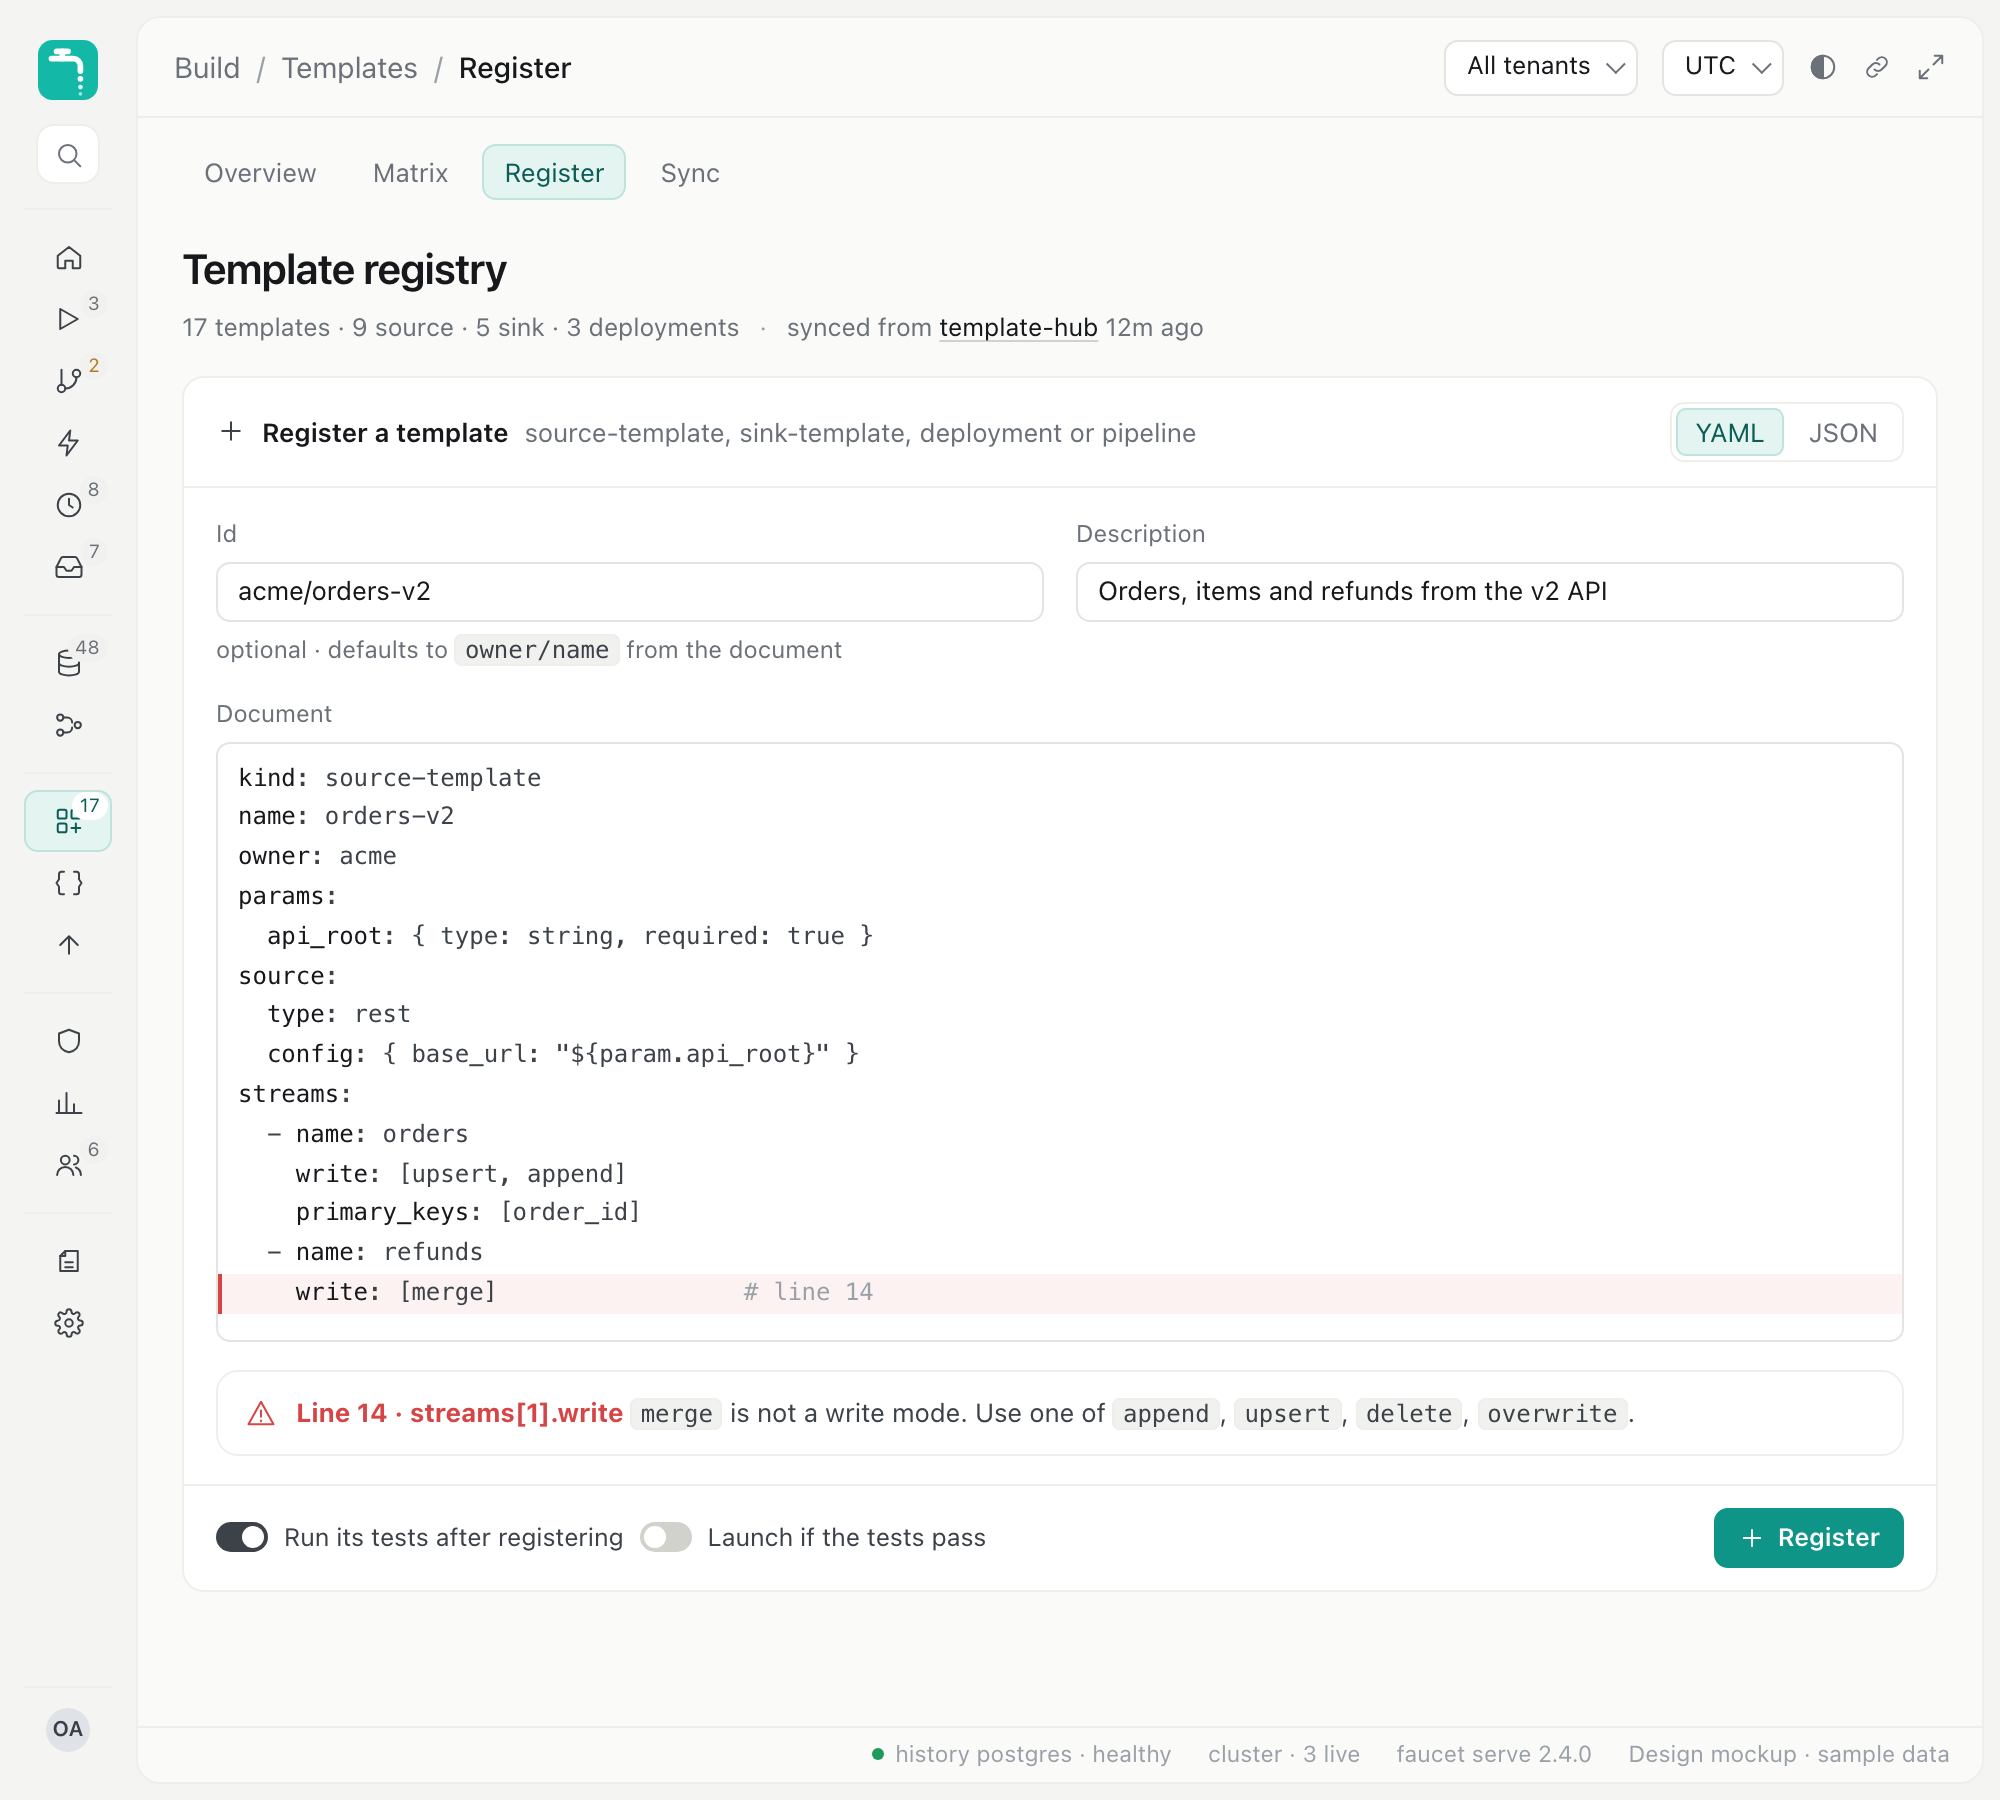 Build / Templates / Register
All tenants
UTC
Overview Matrix Register Sync
Template registry
17 templates · 9 source · 5 sink · 3 deployments · synced from template-hub 12m ago
3
2
8
7
48
17
6
OA
+ Register a template source-template, sink-template, deployment or pipeline
YAML JSON
Id
acme/orders-v2
optional · defaults to owner/name from the document
Description
Orders, items and refunds from the v2 API
Document
kind: source-template
name: orders-v2
owner: acme
params:
  api_root: { type: string, required: true }
source:
  type: rest
  config: { base_url: "${param.api_root}" }
streams:
  - name: orders
    write: [upsert, append]
    primary_keys: [order_id]
  - name: refunds
    write: [merge]                 # line 14
Line 14 · streams[1].write merge is not a write mode. Use one of append, upsert, delete, overwrite.
Run its tests after registering
Launch if the tests pass
+ Register
history postgres · healthy
cluster · 3 live
faucet serve 2.4.0
Design mockup · sample data